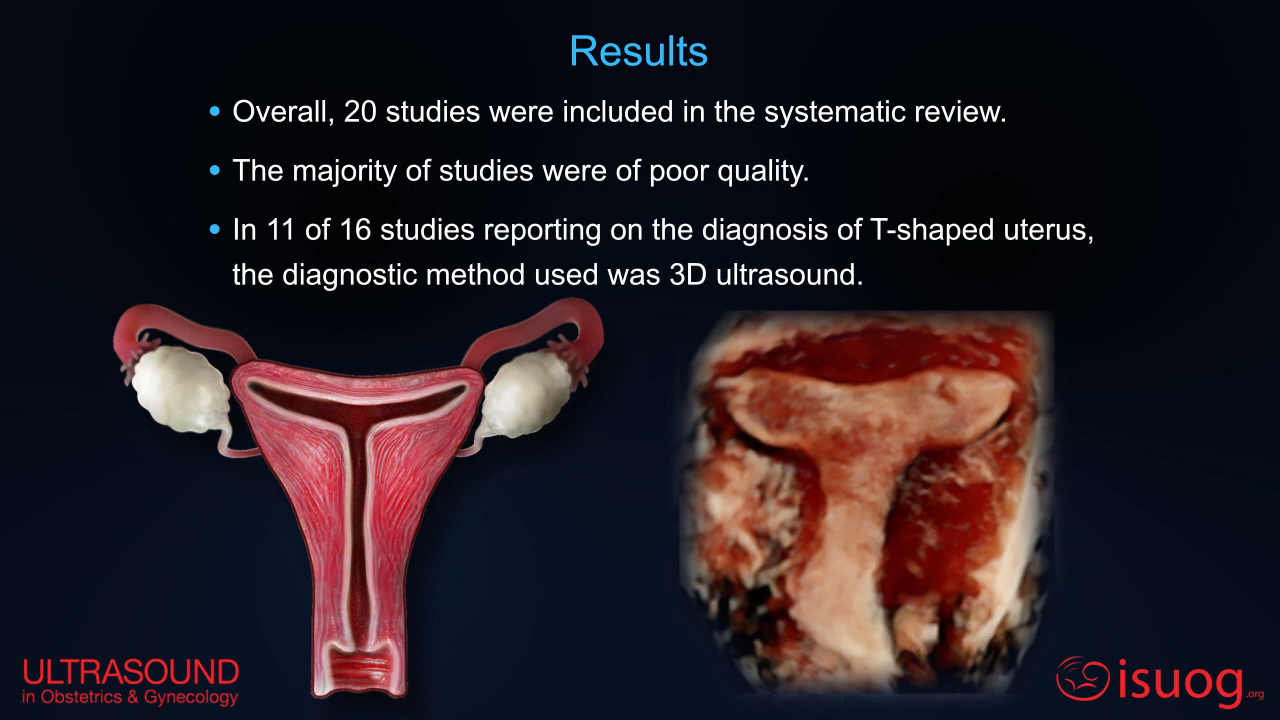 Results
• Overall, 20 studies were included in the systematic review.
• The majority of studies were of poor quality.
• In 11 of 16 studies reporting on the diagnosis of T-shaped uterus,
the diagnostic method used was 3D ultrasound.
ULTRASOUND
in Obstetrics & Gynecology
isuog.org